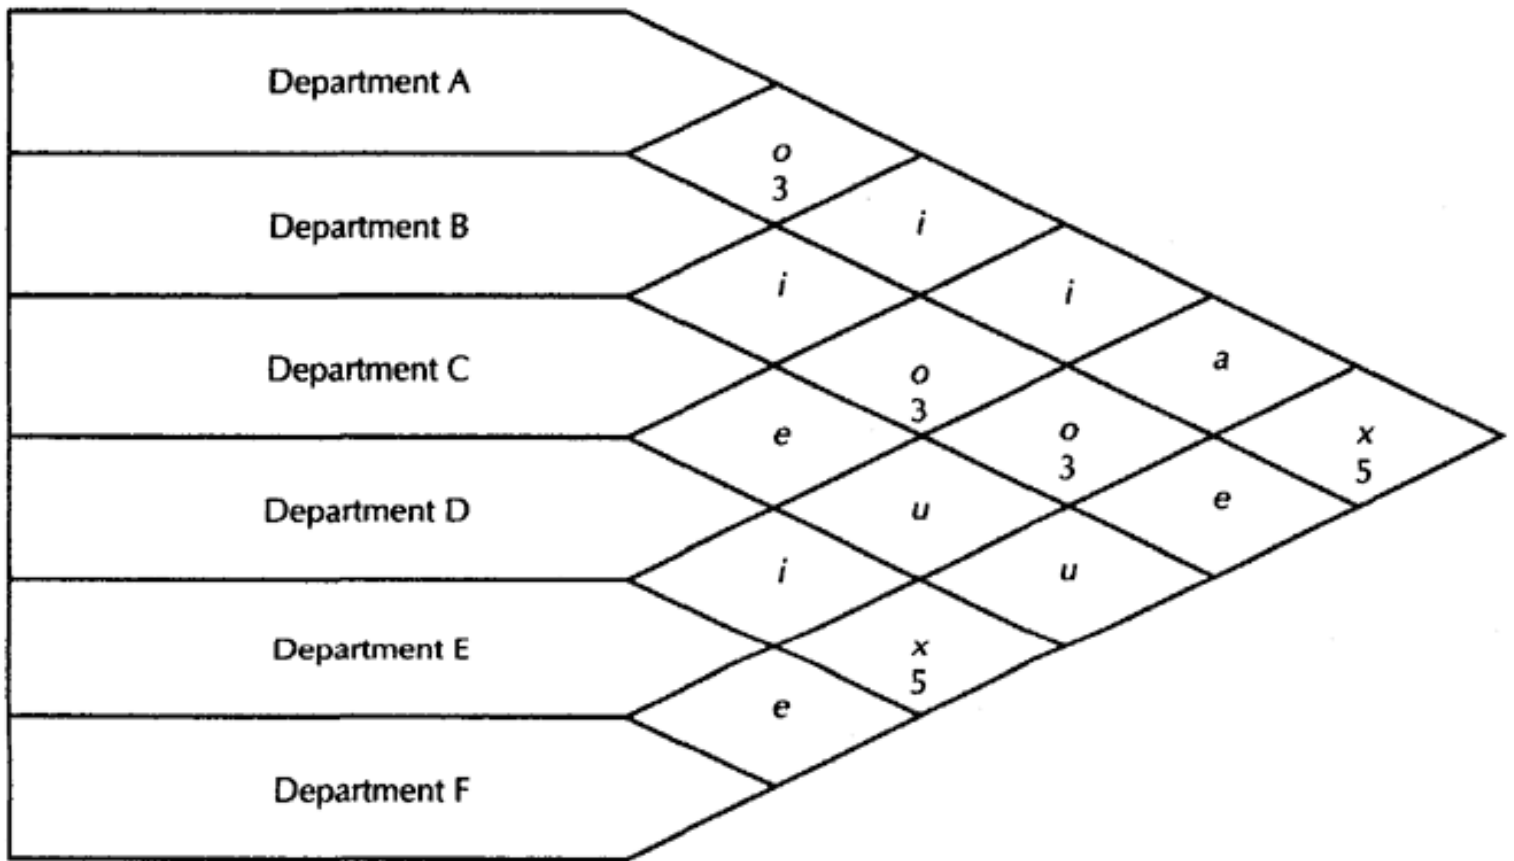 Department A
o
3
i
Department B
i
i
a
Department C
o
3
e
o
3
x
5
u
e
Department D
i
u
Department E
x
5
e
Department F